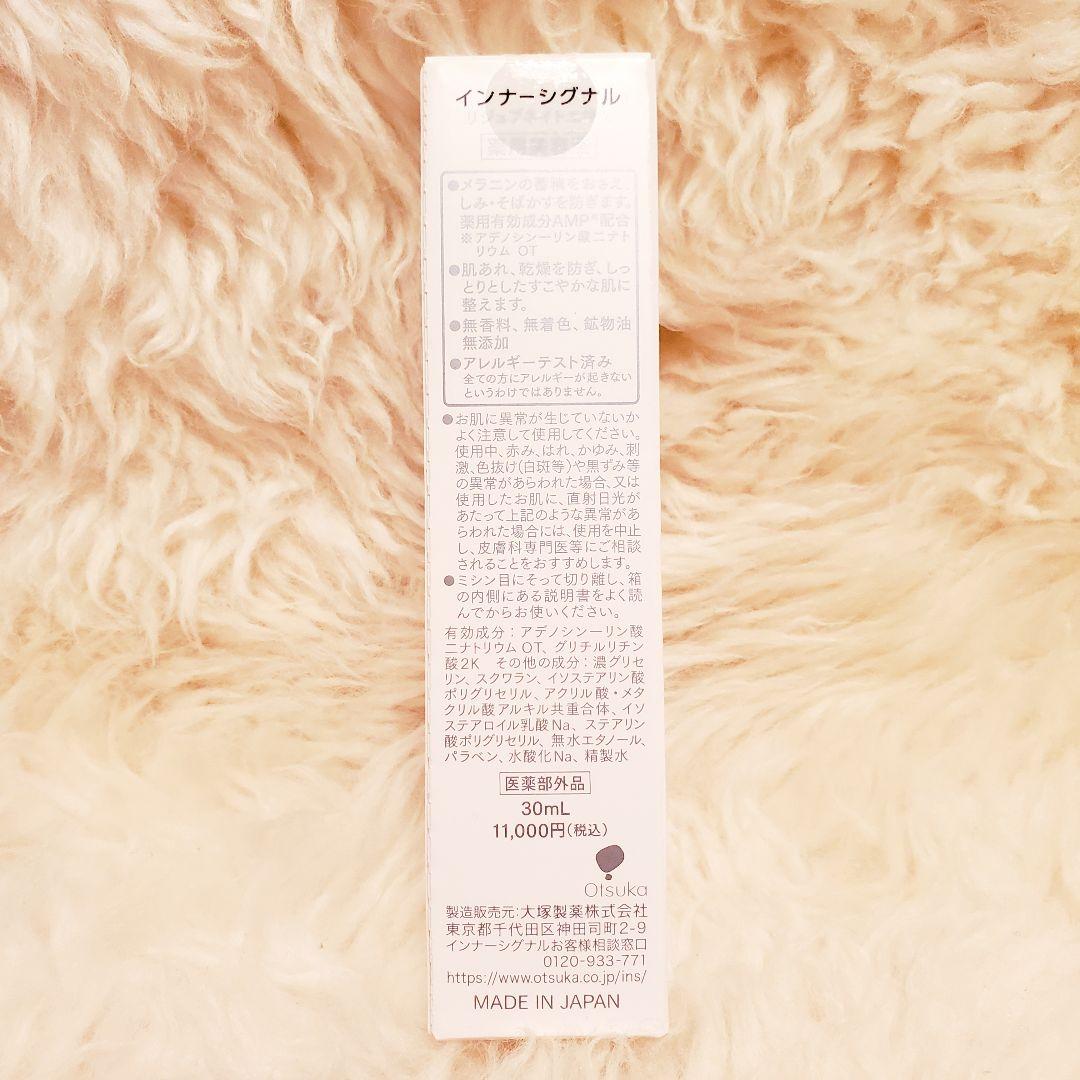 インナーシグナル
リジュブネイトエキス
薬用美容液
●メラニンの蓄積をおさえ、
しみ・そばかすを防ぎます。
薬用有効成分AMP※配合
※アデノシン一リン酸二ナト
リウム OT
●肌あれ、乾燥を防ぎ、しっ
とりとしたすこやかな肌に
整えます。
●無香料、無着色、鉱物油
無添加
●アレルギーテスト済み
全ての方にアレルギーが起きない
というわけではありません。
●お肌に異常が生じていないか
よく注意して使用してください。
使用中、赤み、はれ、かゆみ、刺
激、色抜け(白斑等)や黒ずみ等
の異常があらわれた場合、又は
使用したお肌に、直射日光が
あたって上記のような異常があ
らわれた場合には、使用を中止
し、皮膚科専門医等にご相談
されることをおすすめします。
●ミシン目にそって切り離し、箱
の内側にある説明書をよく読
んでからお使いください。
有効成分：アデノシン一リン酸
二ナトリウム OT、グリチルリチン
酸2K その他の成分：濃グリセ
リン、スクワラン、イソステアリン酸
ポリグリセリル、アクリル酸・メタ
クリル酸アルキル共重合体、イソ
ステアロイル乳酸Na、ステアリン
酸ポリグリセリル、無水エタノール、
パラベン、水酸化Na、精製水
医薬部外品
30mL
11,000円(税込)
Otsuka
製造販売元：大塚製薬株式会社
東京都千代田区神田司町2-9
インナーシグナルお客様相談窓口
0120-933-771
https://www.otsuka.co.jp/ins/
MADE IN JAPAN